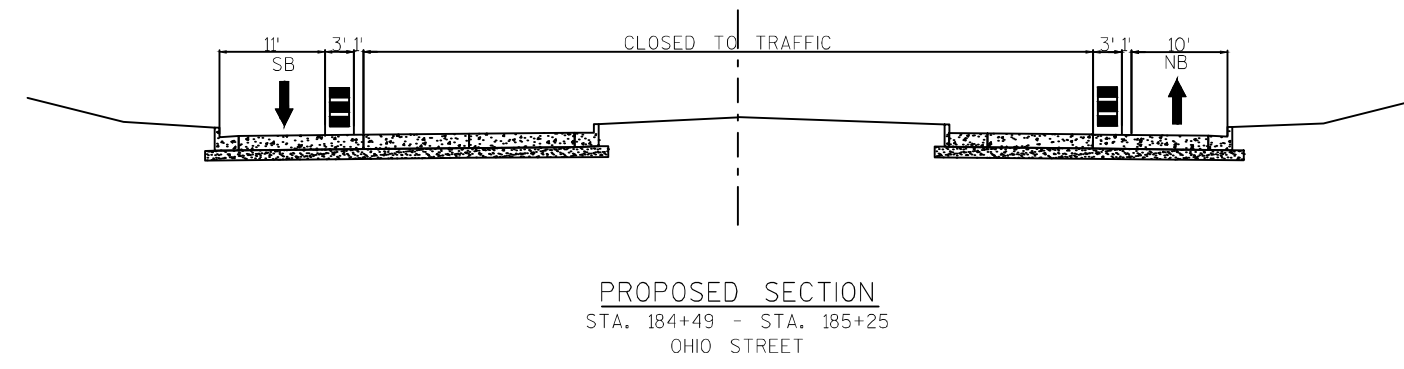 11' 3' 1' CLOSED TO TRAFFIC 3' 1' 10'
SB NB
PROPOSED SECTION
STA. 184+49 - STA. 185+25
OHIO STREET